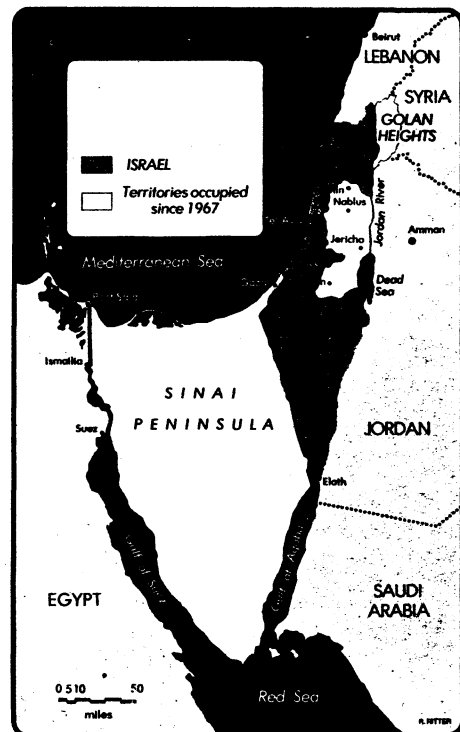 Beirut
LEBANON
SYRIA
GOLAN
HEIGHTS
ISRAEL
Territories occupied
since 1967
Nablus
Jordan River
Jericha
Amman
Mediterranean Sea
Dead
Sea
Ismailia
SINAI
PENINSULA
Suez
JORDAN
Elath
Gulf of Suez
Gulf of Aqaba
EGYPT
SAUDI
ARABIA
0 5 10 50
miles
Red Sea
R. RITTER